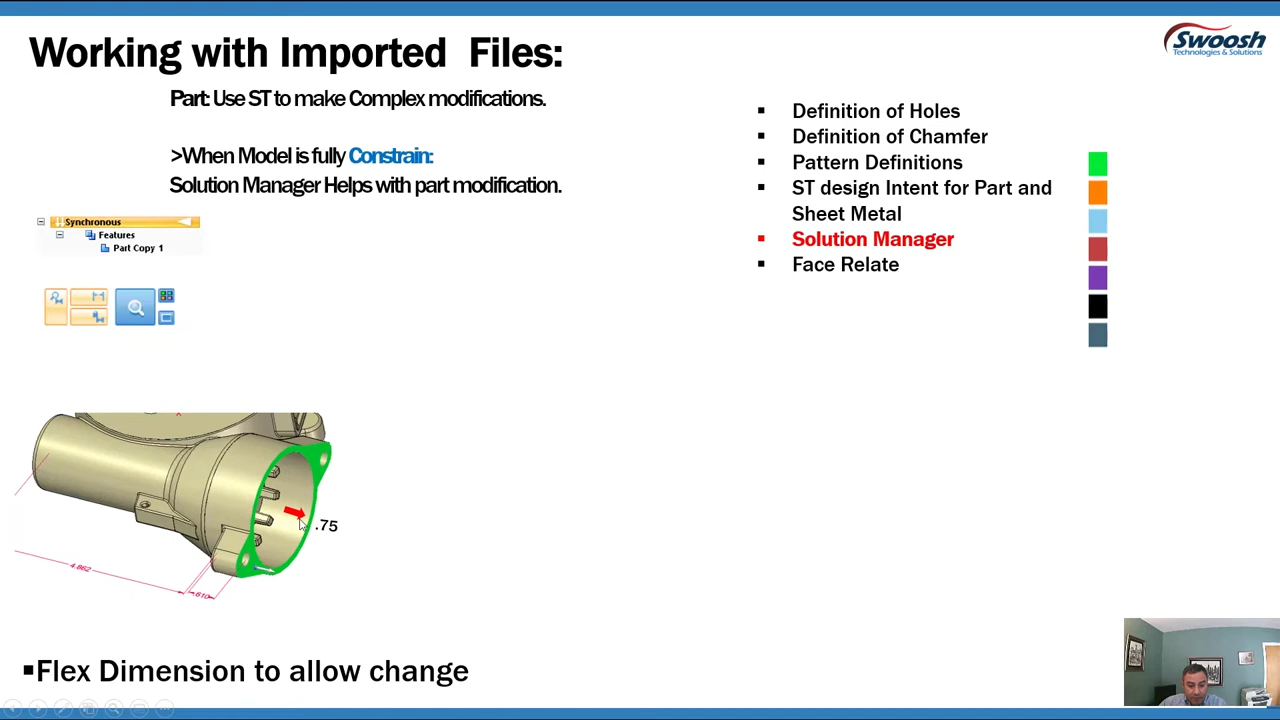 Working with Imported Files:
Swoosh
Technologies & Solutions
Part: Use ST to make Complex modifications.
>When Model is fully Constrain:
Solution Manager Helps with part modification.
Synchronous
Features
Part Copy 1
▪ Definition of Holes
▪ Definition of Chamfer
▪ Pattern Definitions
▪ ST design Intent for Part and
Sheet Metal
▪ Solution Manager
▪ Face Relate
.75
4.862
.610
▪Flex Dimension to allow change